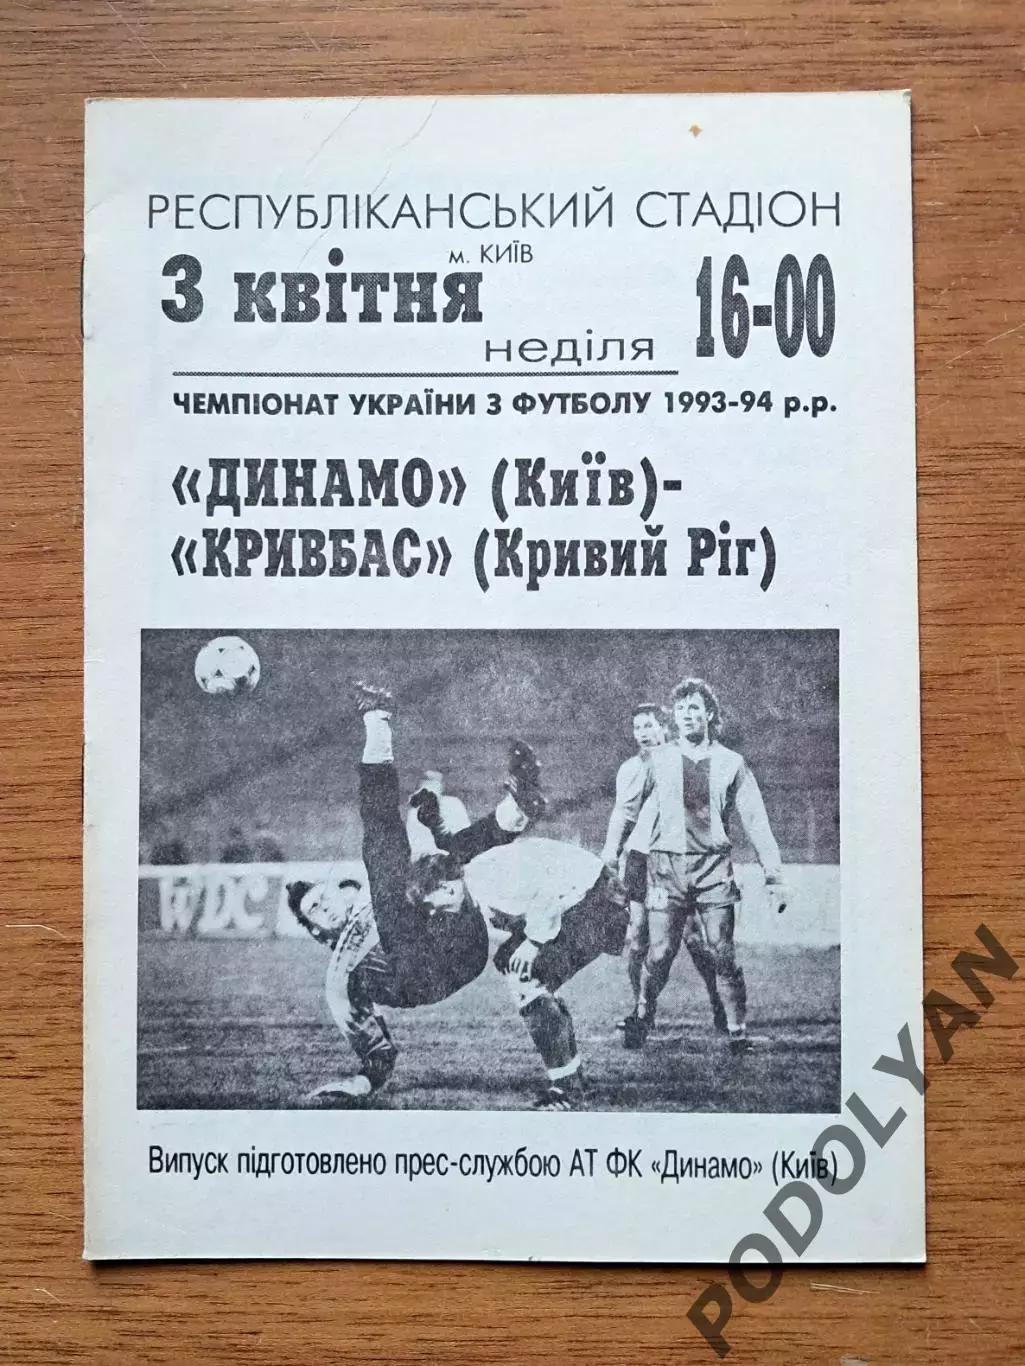 РЕСПУБЛІКАНСЬКИЙ СТАДІОН
м. КИЇВ
3 квітня
неділя
16-00
ЧЕМПІОНАТ УКРАЇНИ З ФУТБОЛУ 1993-94 р.р.
«ДИНАМО» (Київ)-
«КРИВБАС» (Кривий Ріг)
WDC
Випуск підготовлено прес-службою АТ ФК «Динамо» (Київ)
PODOLYAN